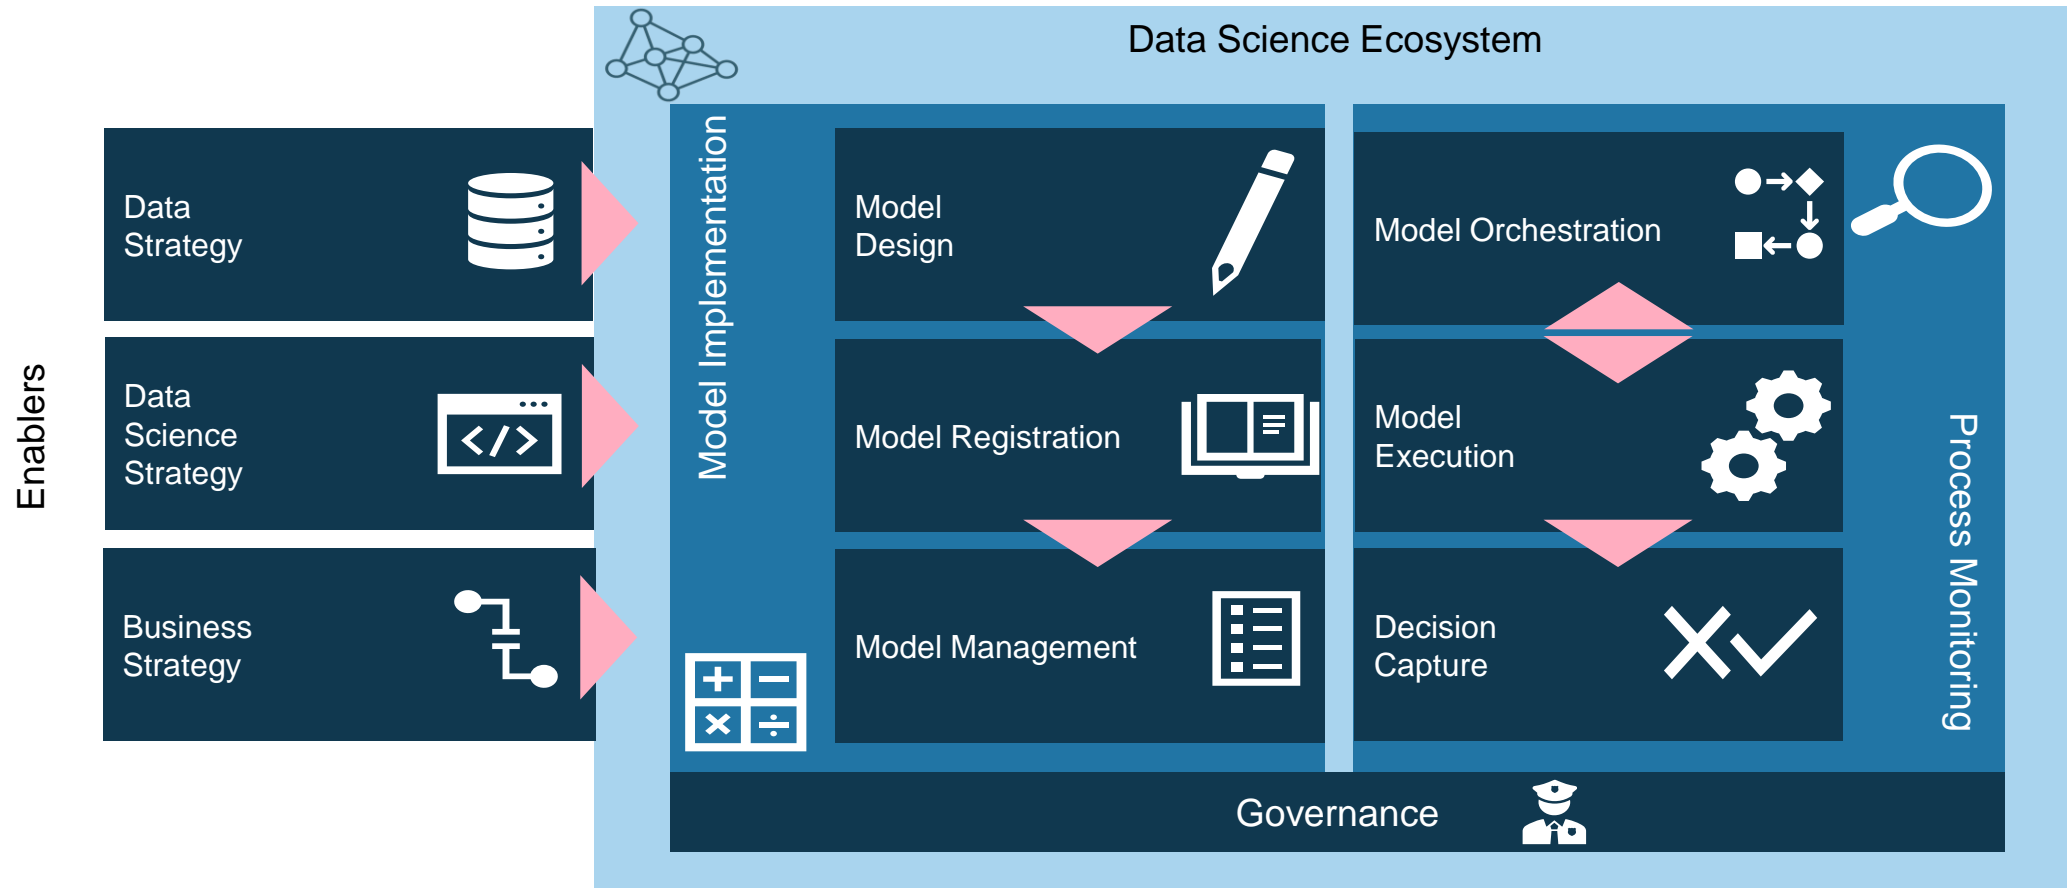 Data Science Ecosystem
Enablers
Data
Strategy
Data
Science
Strategy
Business
Strategy
Model Implementation
Model
Design
Model Registration
Model Management
Model Orchestration
Model
Execution
Decision
Capture
Process Monitoring
Governance